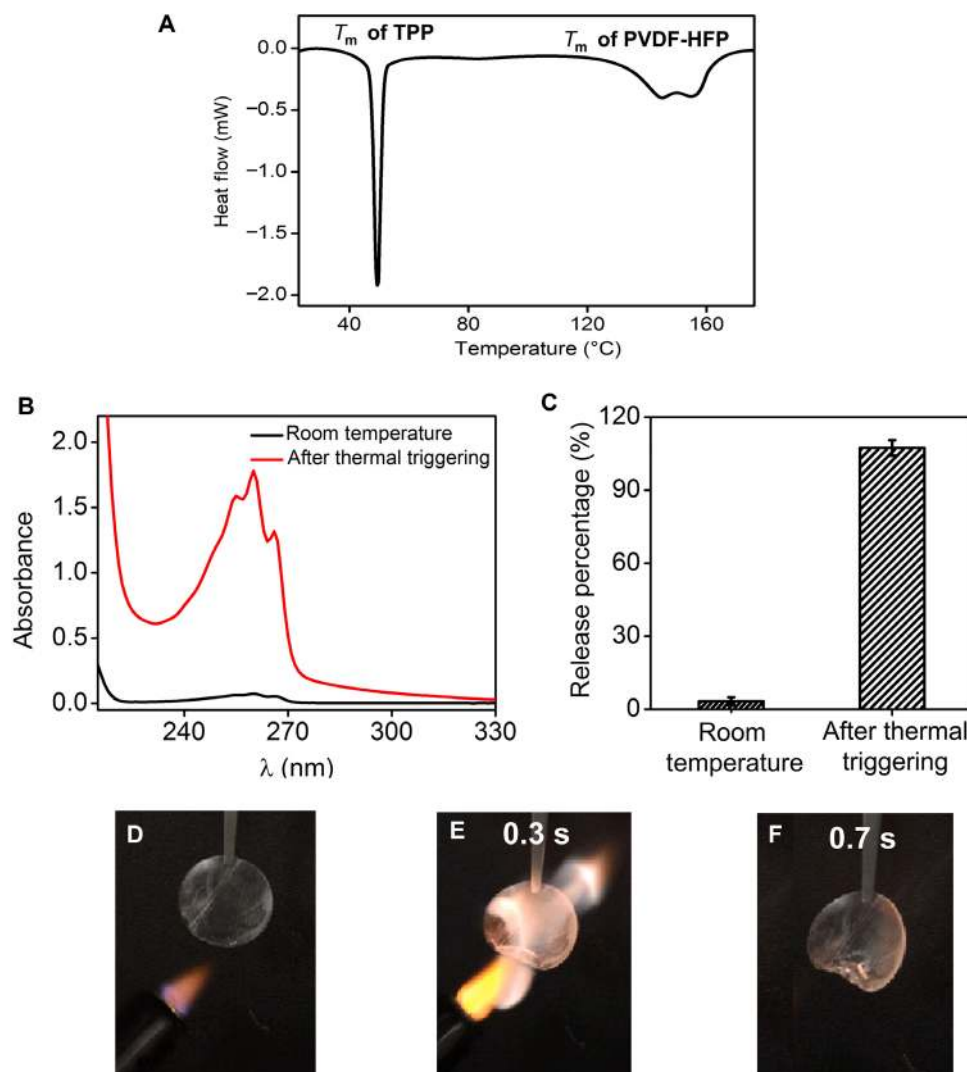 A
Tm of TPP
Tm of PVDF-HFP
0.0
−0.5
−1.0
−1.5
−2.0
Heat flow (mW)
40
80
120
160
Temperature (°C)
B
Room temperature
After thermal triggering
2.0
1.5
1.0
0.5
0.0
Absorbance
240
270
300
330
λ (nm)
C
120
90
60
30
0
Release percentage (%)
Room
temperature
After thermal
triggering
D
E
0.3 s
F
0.7 s